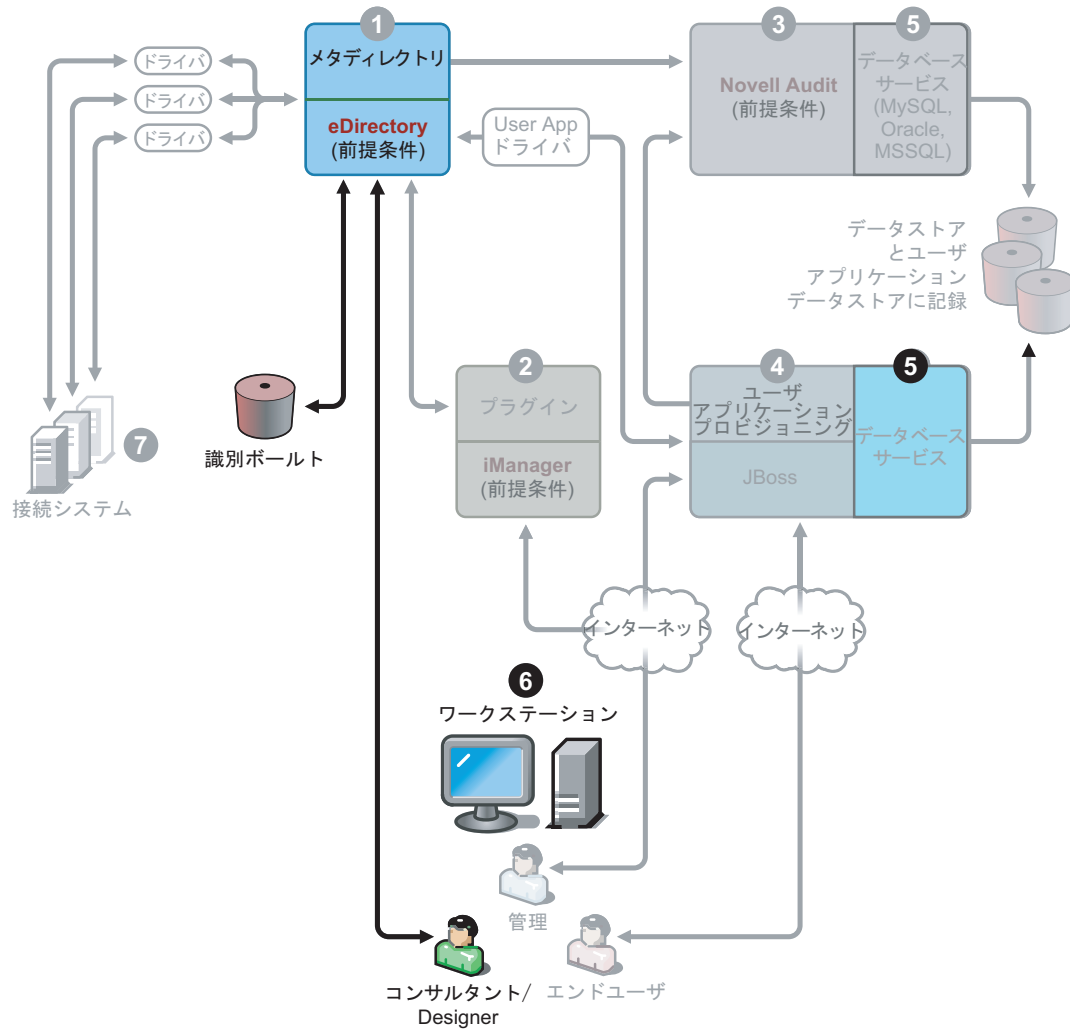 1
メタディレクトリ
eDirectory
(前提条件)
ドライバ
ドライバ
ドライバ
User App
ドライバ
3
Novell Audit
(前提条件)
5
データベース
サービス
(MySQL,
Oracle,
MSSQL)
データストア
とユーザ
アプリケーション
データストアに記録
2
プラグイン
iManager
(前提条件)
4
ユーザ
アプリケーション
プロビジョニング
JBoss
5
データベース
サービス
識別ボールト
7
接続システム
インターネット
インターネット
6
ワークステーション
管理
コンサルタント/
Designer
エンドユーザ